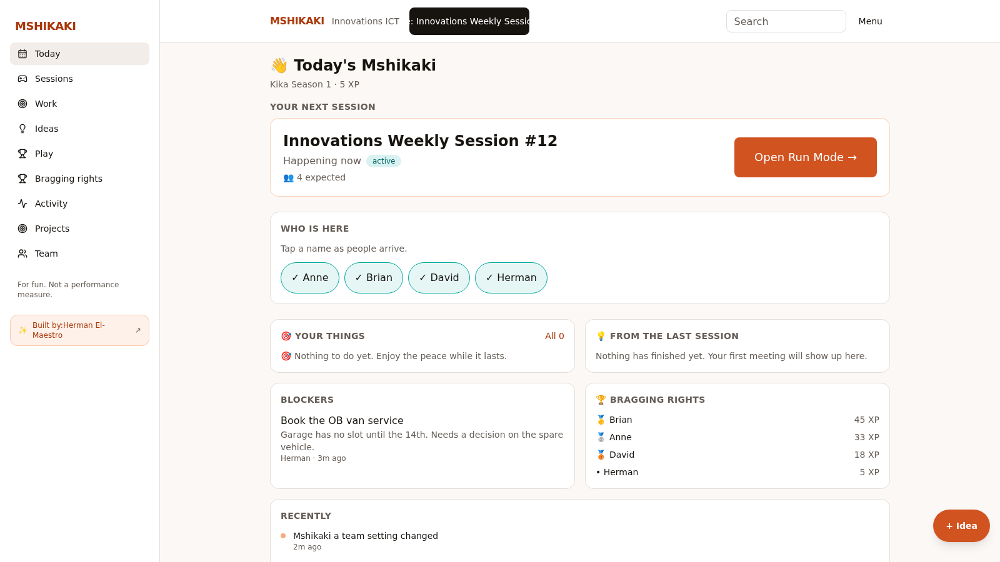 MSHIKAKI
Today
Sessions
Work
Ideas
Play
Bragging rights
Activity
Projects
Team
For fun. Not a performance
measure.
✨ Built by:Herman El-
Maestro ↗
MSHIKAKI Innovations ICT : Innovations Weekly Sessio Search Menu
👋 Today's Mshikaki
Kika Season 1 · 5 XP
YOUR NEXT SESSION
Innovations Weekly Session #12
Happening now active
👥 4 expected
Open Run Mode →
WHO IS HERE
Tap a name as people arrive.
✓ Anne ✓ Brian ✓ David ✓ Herman
🎯 YOUR THINGS All 0
🎯 Nothing to do yet. Enjoy the peace while it lasts.
💡 FROM THE LAST SESSION
Nothing has finished yet. Your first meeting will show up here.
BLOCKERS
Book the OB van service
Garage has no slot until the 14th. Needs a decision on the spare
vehicle.
Herman · 3m ago
🏆 BRAGGING RIGHTS
🥇 Brian 45 XP
🥈 Anne 33 XP
🥉 David 18 XP
• Herman 5 XP
RECENTLY
Mshikaki a team setting changed
2m ago
+ Idea